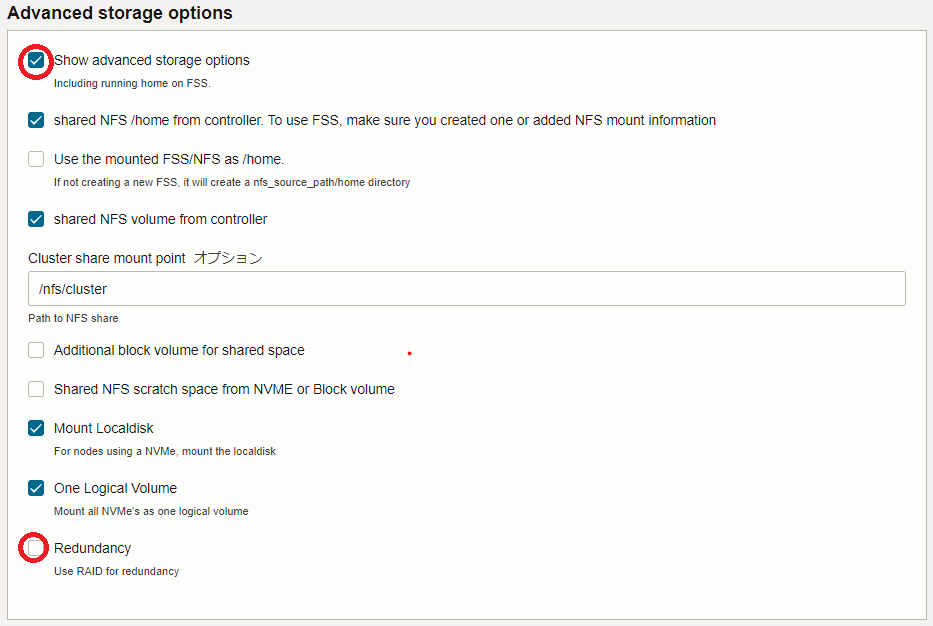 Advanced storage options
Show advanced storage options
Including running home on FSS.
shared NFS /home from controller. To use FSS, make sure you created one or added NFS mount information
Use the mounted FSS/NFS as /home.
If not creating a new FSS, it will create a nfs_source_path/home directory
shared NFS volume from controller
Cluster share mount point オプション
/nfs/cluster
Path to NFS share
Additional block volume for shared space
Shared NFS scratch space from NVME or Block volume
Mount Localdisk
For nodes using a NVMe, mount the localdisk
One Logical Volume
Mount all NVMe's as one logical volume
Redundancy
Use RAID for redundancy